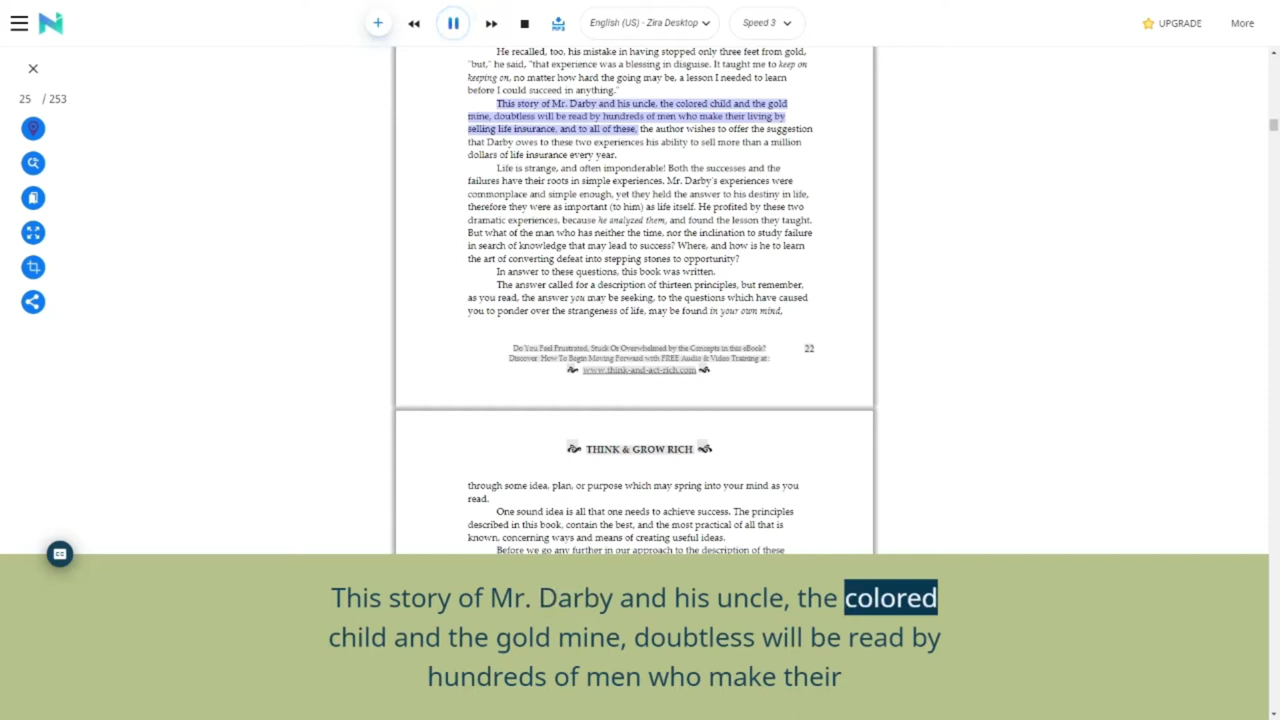 MP3
English (US) - Zira Desktop
Speed 3
UPGRADE
More
25 / 253
He recalled, too, his mistake in having stopped only three feet from gold,
"but," he said, "that experience was a blessing in disguise. It taught me to keep on
keeping on, no matter how hard the going may be, a lesson I needed to learn
before I could succeed in anything."
This story of Mr. Darby and his uncle, the colored child and the gold
mine, doubtless will be read by hundreds of men who make their living by
selling life insurance, and to all of these, the author wishes to offer the suggestion
that Darby owes to these two experiences his ability to sell more than a million
dollars of life insurance every year.
Life is strange, and often imponderable! Both the successes and the
failures have their roots in simple experiences. Mr. Darby's experiences were
commonplace and simple enough, yet they held the answer to his destiny in life,
therefore they were as important (to him) as life itself. He profited by these two
dramatic experiences, because he analyzed them, and found the lesson they taught.
But what of the man who has neither the time, nor the inclination to study failure
in search of knowledge that may lead to success? Where, and how is he to learn
the art of converting defeat into stepping stones to opportunity?
In answer to these questions, this book was written.
The answer called for a description of thirteen principles, but remember,
as you read, the answer you may be seeking, to the questions which have caused
you to ponder over the strangeness of life, may be found in your own mind,
Do You Feel Frustrated, Stuck Or Overwhelmed by the Concepts in this eBook?
22
Discover: How To Begin Moving Forward with FREE Audio & Video Training at:
www.think-and-act-rich.com
THINK & GROW RICH
through some idea, plan, or purpose which may spring into your mind as you
read.
One sound idea is all that one needs to achieve success. The principles
described in this book, contain the best, and the most practical of all that is
known, concerning ways and means of creating useful ideas.
Before we go any further in our approach to the description of these
CC
This story of Mr. Darby and his uncle, the colored
child and the gold mine, doubtless will be read by
hundreds of men who make their